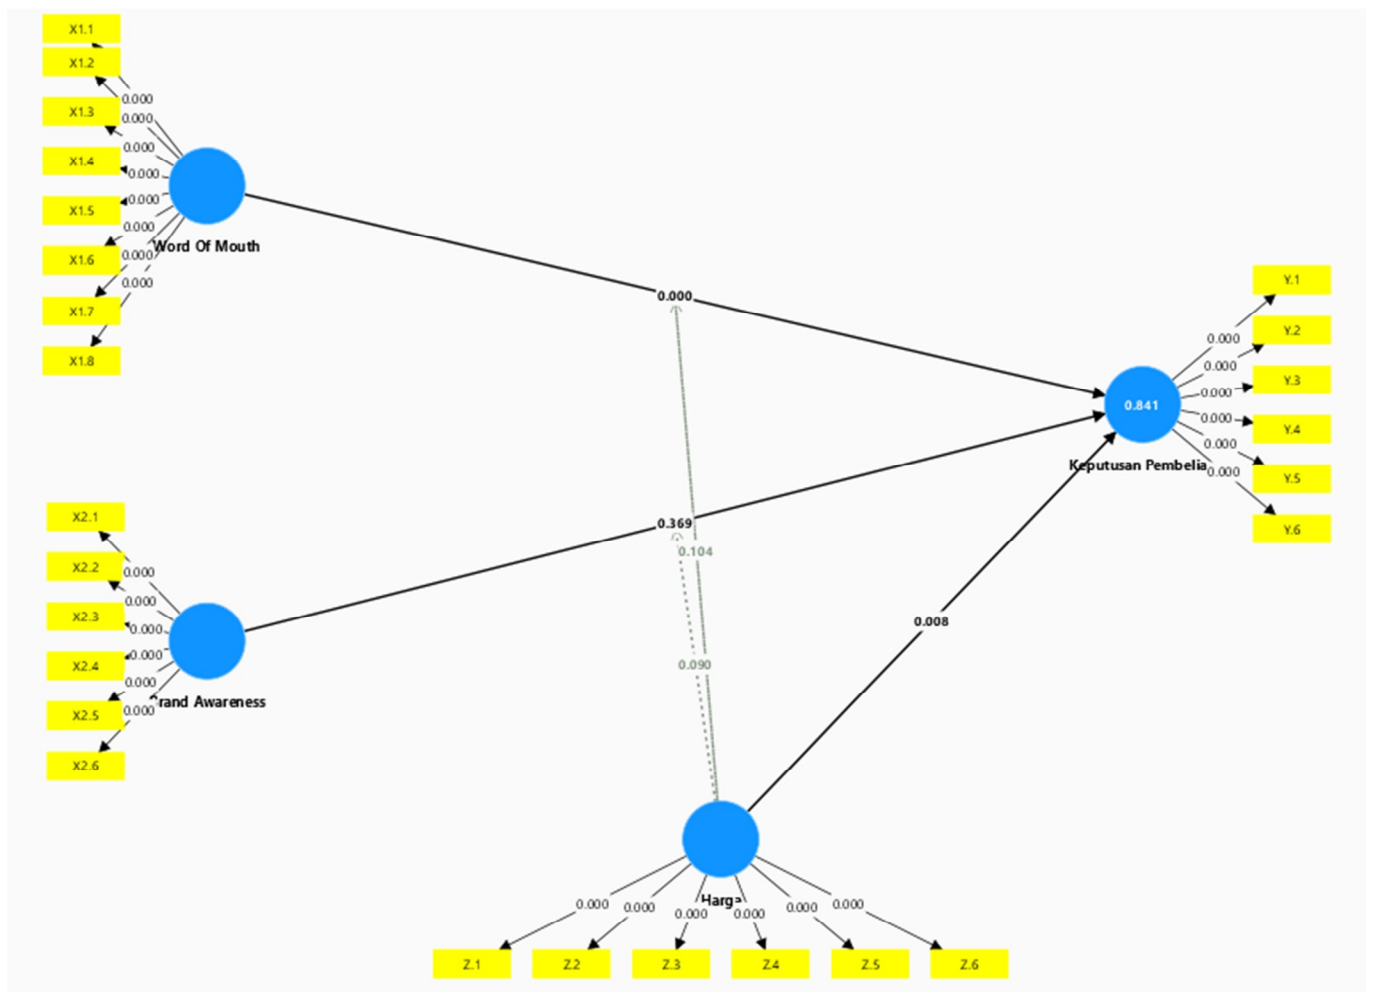 X1.1
X1.2
X1.3
X1.4
X1.5
X1.6
X1.7
X1.8
0.000
0.000
0.000
0.000
0.000
0.000
0.000
0.000
Word Of Mouth
0.000
Y.1
Y.2
Y.3
Y.4
Y.5
Y.6
0.000
0.000
0.000
0.000
0.000
0.000
0.841
Keputusan Pembelia
X2.1
X2.2
X2.3
X2.4
X2.5
X2.6
0.000
0.000
0.000
0.000
0.000
0.000
rand Awareness
0.369
0.104
0.090
0.008
Harga
0.000
0.000
0.000
0.000
0.000
0.000
Z.1
Z.2
Z.3
Z.4
Z.5
Z.6